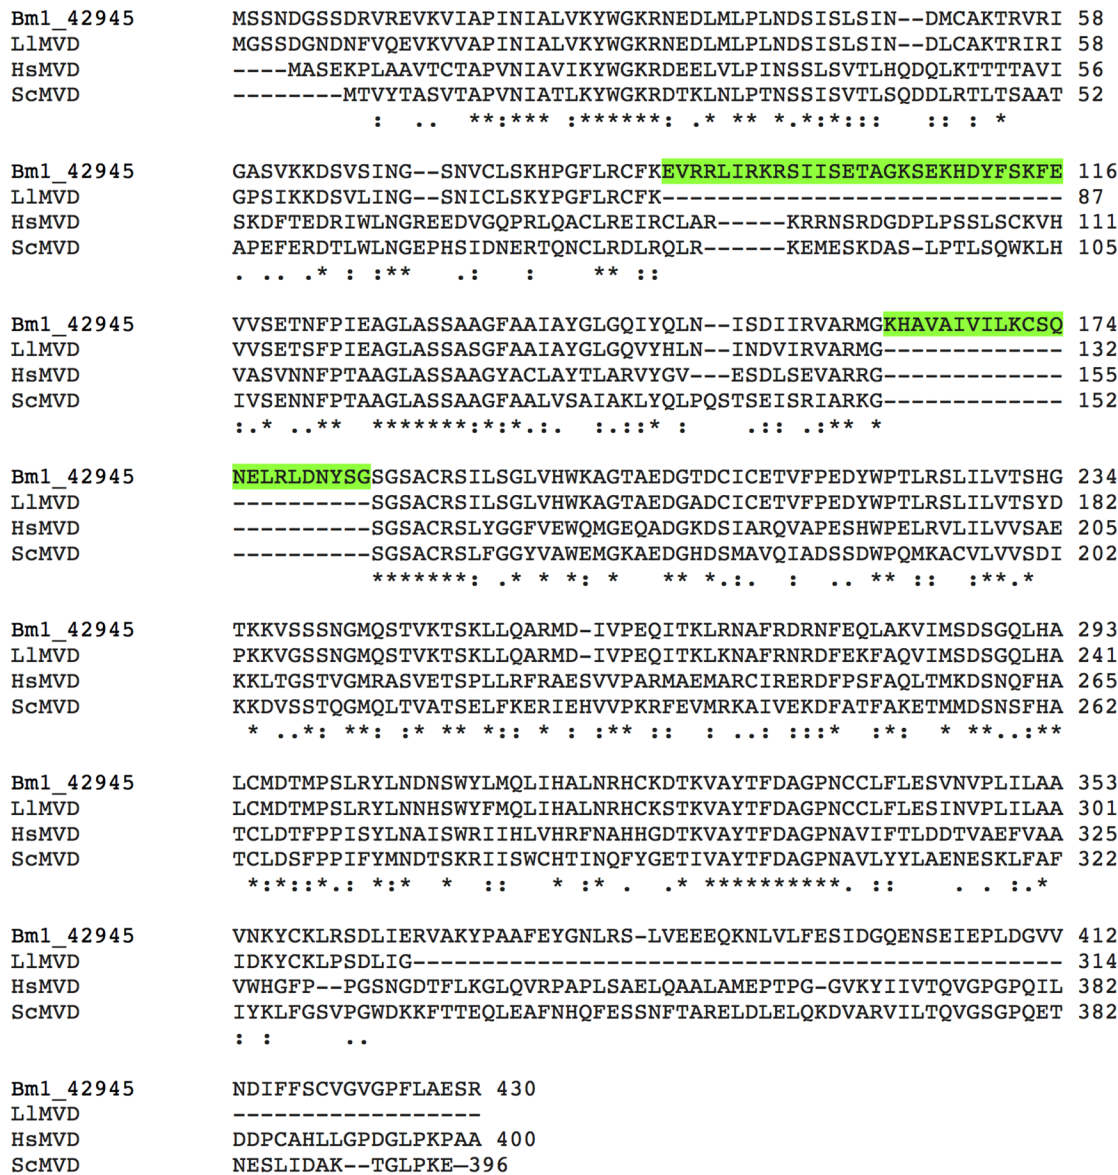 Bm1_42945 MSSNDGSSDRVREVKVIAPINIALVKYWGKRNEDLMLPLNDSISLSIN--DMCAKTRVRI 58
LlMVD MGSSDGNDNFVQEVKVVAPINIALVKYWGKRNEDLMLPLNDSISLSIN--DLCAKTRIRI 58
HsMVD ----MASEKPLAAVTCTAPVNIAVIKYWGKRDEELVLPINSSLSVTLHQDQLKTTTTAVI 56
ScMVD --------MTVYTASVTAPVNIATLKYWGKRDTKLNLPTNSSISVTLSQDDLRTLTSAAT 52
: .. **:*** :****** .* ** *.*:*:: :: : *
Bm1_42945 GASVKKDSVSING--SNVCLSKHPGFLRCFKEVRRLIRKRSIISETAGKSEKHDYFSKFE 116
LlMVD GPSIKKDSVLING--SNICLSKYPGFLRCFK----------------------------- 87
HsMVD SKDFTEDRIWLNGREEDVGQPRLQACLREIRCLAR-----KRRNSRDGDPLPSSLSCKVH 111
ScMVD APEFERDTLWLNGEPHSIDNERTQNCLRDLRQLR------KEMESKDAS-LPTLSQWKLH 105
. .. .* : :** .: : ** ::
Bm1_42945 VVSETNFPIEAGLASSAAGFAAIAYGLGQIYQLN--ISDIIRVARMGKHAVAIVILKCSQ 174
LlMVD VVSETSFPIEAGLASSASGFAAIAYGLGQVYHLN--INDVIRVARMG------------- 132
HsMVD VASVNNFPTAAGLASSAAGYACLAYTLARVYGV---ESDLSEVARRG------------- 155
ScMVD IVSENNFPTAAGLASSAAGFAALVSAIAKLYQLPQSTSEISRIARKG------------- 152
:.* ..** *******:*:*.:. :.::* : .:: .:** *
Bm1_42945 NELRLDNYSGSGSACRSILSGLVHWKAGTAEDGTDCICETVFPEDYWPTLRSLILVTSHG 234
LlMVD ----------SGSACRSILSGLVHWKAGTAEDGADCICETVFPEDYWPTLRSLILVTSYD 182
HsMVD ----------SGSACRSLYGGFVEWQMGEQADGKDSIARQVAPESHWPELRVLILVVSAE 205
ScMVD ----------SGSACRSLFGGYVAWEMGKAEDGHDSMAVQIADSSDWPQMKACVLVVSDI 202
*******: .* * *: * ** *.:. : .. ** :: :**.*
Bm1_42945 TKKVSSSNGMQSTVKTSKLLQARMD-IVPEQITKLRNAFRDRNFEQLAKVIMSDSGQLHA 293
LlMVD PKKVGSSNGMQSTVKTSKLLQARMD-IVPEQITKLKNAFRNRDFEKFAQVIMSDSGQLHA 241
HsMVD KKLTGSTVGMRASVETSPLLRFRAESVVPARMAEMARCIRERDFPSFAQLTMKDSNQFHA 265
ScMVD KKDVSSTQGMQLTVATSELFKERIEHVVPKRFEVMRKAIVEKDFATFAKETMMDSNSFHA 262
* ..*: **: :* ** *:: * : :** :: : ..: :::* :*: * **..:**
Bm1_42945 LCMDTMPSLRYLNDNSWYLMQLIHALNRHCKDTKVAYTFDAGPNCCLFLESVNVPLILAA 353
LlMVD LCMDTMPSLRYLNNHSWYFMQLIHALNRHCKSTKVAYTFDAGPNCCLFLESINVPLILAA 301
HsMVD TCLDTFPPISYLNAISWRIIHLVHRFNAHHGDTKVAYTFDAGPNAVIFTLDDTVAEFVAA 325
ScMVD TCLDSFPPIFYMNDTSKRIISWCHTINQFYGETIVAYTFDAGPNAVLYYLAENESKLFAF 322
*:*::*.: *:* * :: * :* . .* **********. :: . . :.*
Bm1_42945 VNKYCKLRSDLIERVAKYPAAFEYGNLRS-LVEEEQKNLVLFESIDGQENSEIEPLDGVV 412
LlMVD IDKYCKLPSDLIG----------------------------------------------- 314
HsMVD VWHGFP--PGSNGDTFLKGLQVRPAPLSAELQAALAMEPTPG-GVKYIIVTQVGPGPQIL 382
ScMVD IYKLFGSVPGWDKKFTTEQLEAFNHQFESSNFTARELDLELQKDVARVILTQVGSGPQET 382
: : ..
Bm1_42945 NDIFFSCVGVGPFLAESR 430
LlMVD ------------------
HsMVD DDPCAHLLGPDGLPKPAA 400
ScMVD NESLIDAK--TGLPKE—396